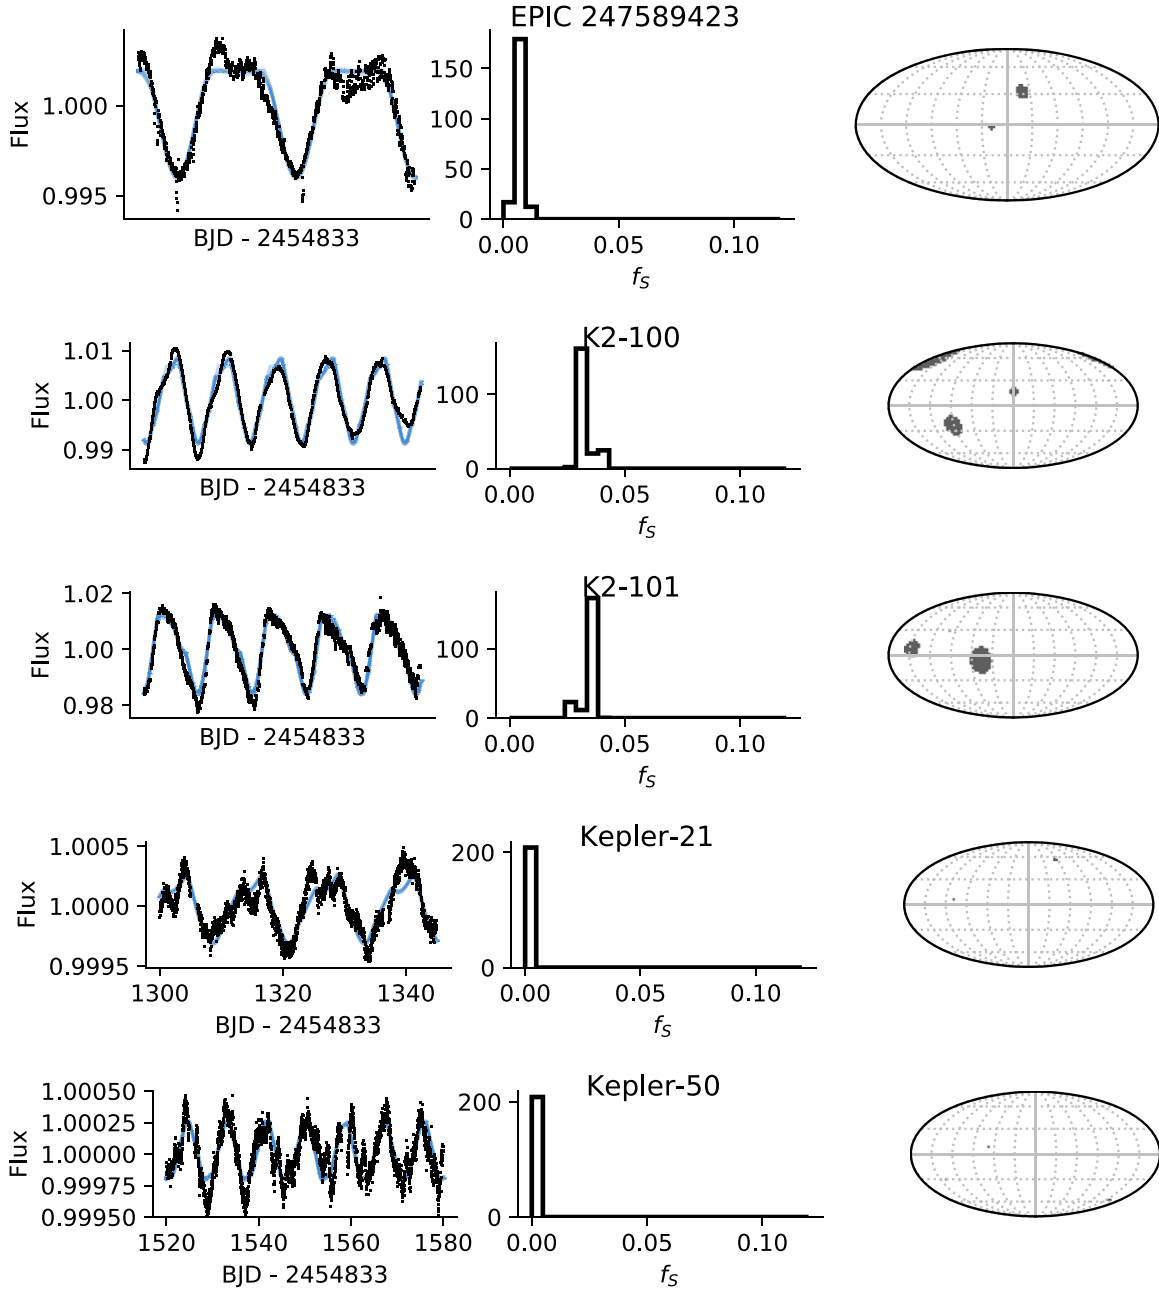 EPIC 247589423
1.000
0.995
Flux
BJD - 2454833
150
100
50
0
0.00 0.05 0.10
fS
K2-100
1.01
1.00
0.99
Flux
BJD - 2454833
100
0
0.00 0.05 0.10
fS
K2-101
1.02
1.00
0.98
Flux
BJD - 2454833
100
0
0.00 0.05 0.10
fS
Kepler-21
1.0005
1.0000
0.9995
Flux
1300 1320 1340
BJD - 2454833
200
0
0.00 0.05 0.10
fS
Kepler-50
1.00050
1.00025
1.00000
0.99975
0.99950
Flux
1520 1540 1560 1580
BJD - 2454833
200
0
0.00 0.05 0.10
fS